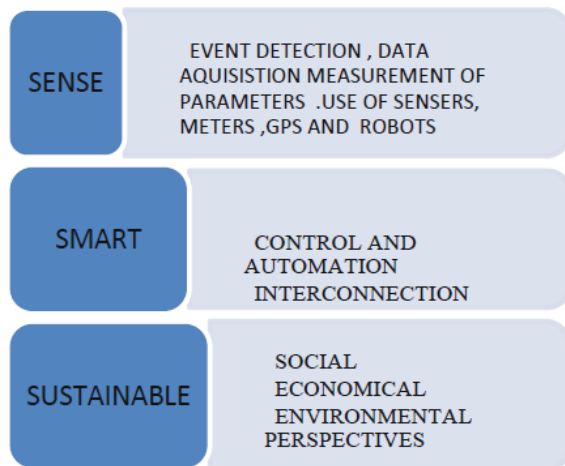 SENSE
EVENT DETECTION , DATA
AQUISISTION MEASUREMENT OF
PARAMETERS .USE OF SENSERS,
METERS ,GPS AND ROBOTS
SMART
CONTROL AND
AUTOMATION
INTERCONNECTION
SUSTAINABLE
SOCIAL
ECONOMICAL
ENVIRONMENTAL
PERSPECTIVES